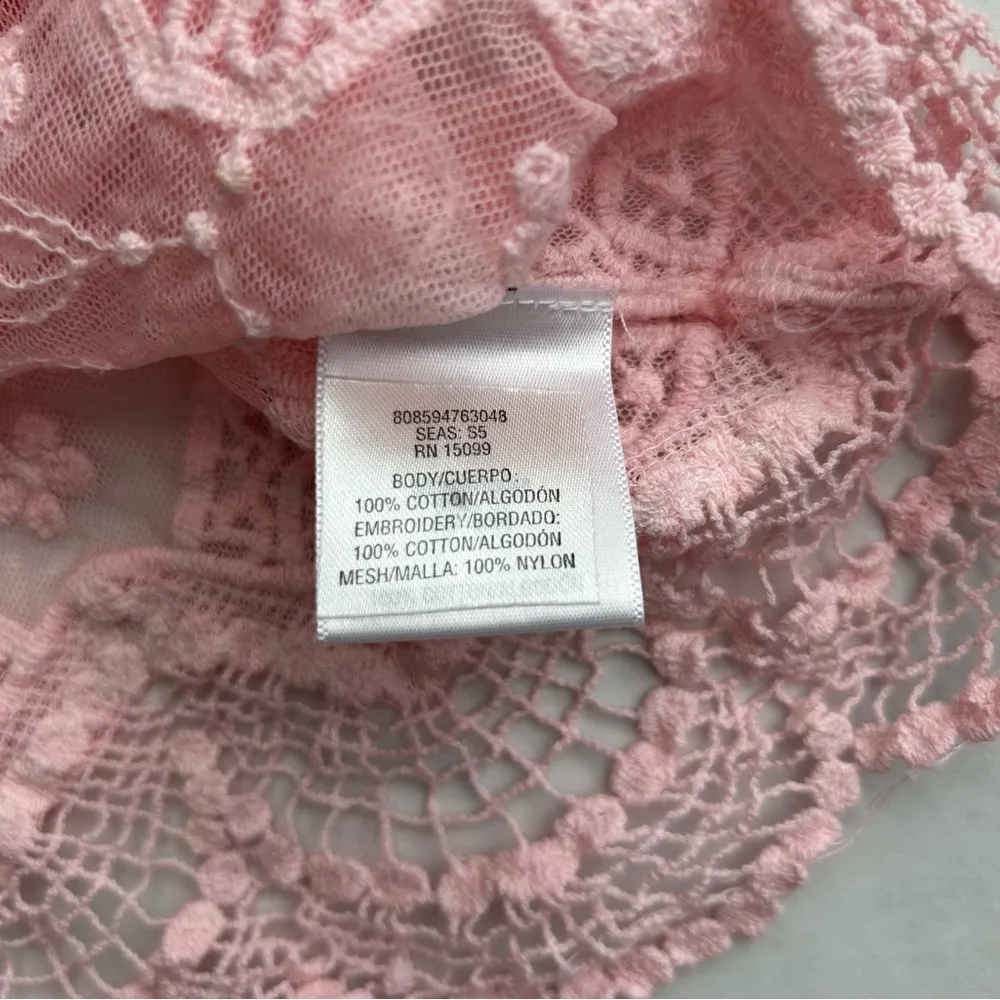 808594763048
SEAS: S5
RN 15099
BODY/CUERPO:
100% COTTON/ALGODÓN
EMBROIDERY/BORDADO:
100% COTTON/ALGODÓN
MESH/MALLA: 100% NYLON